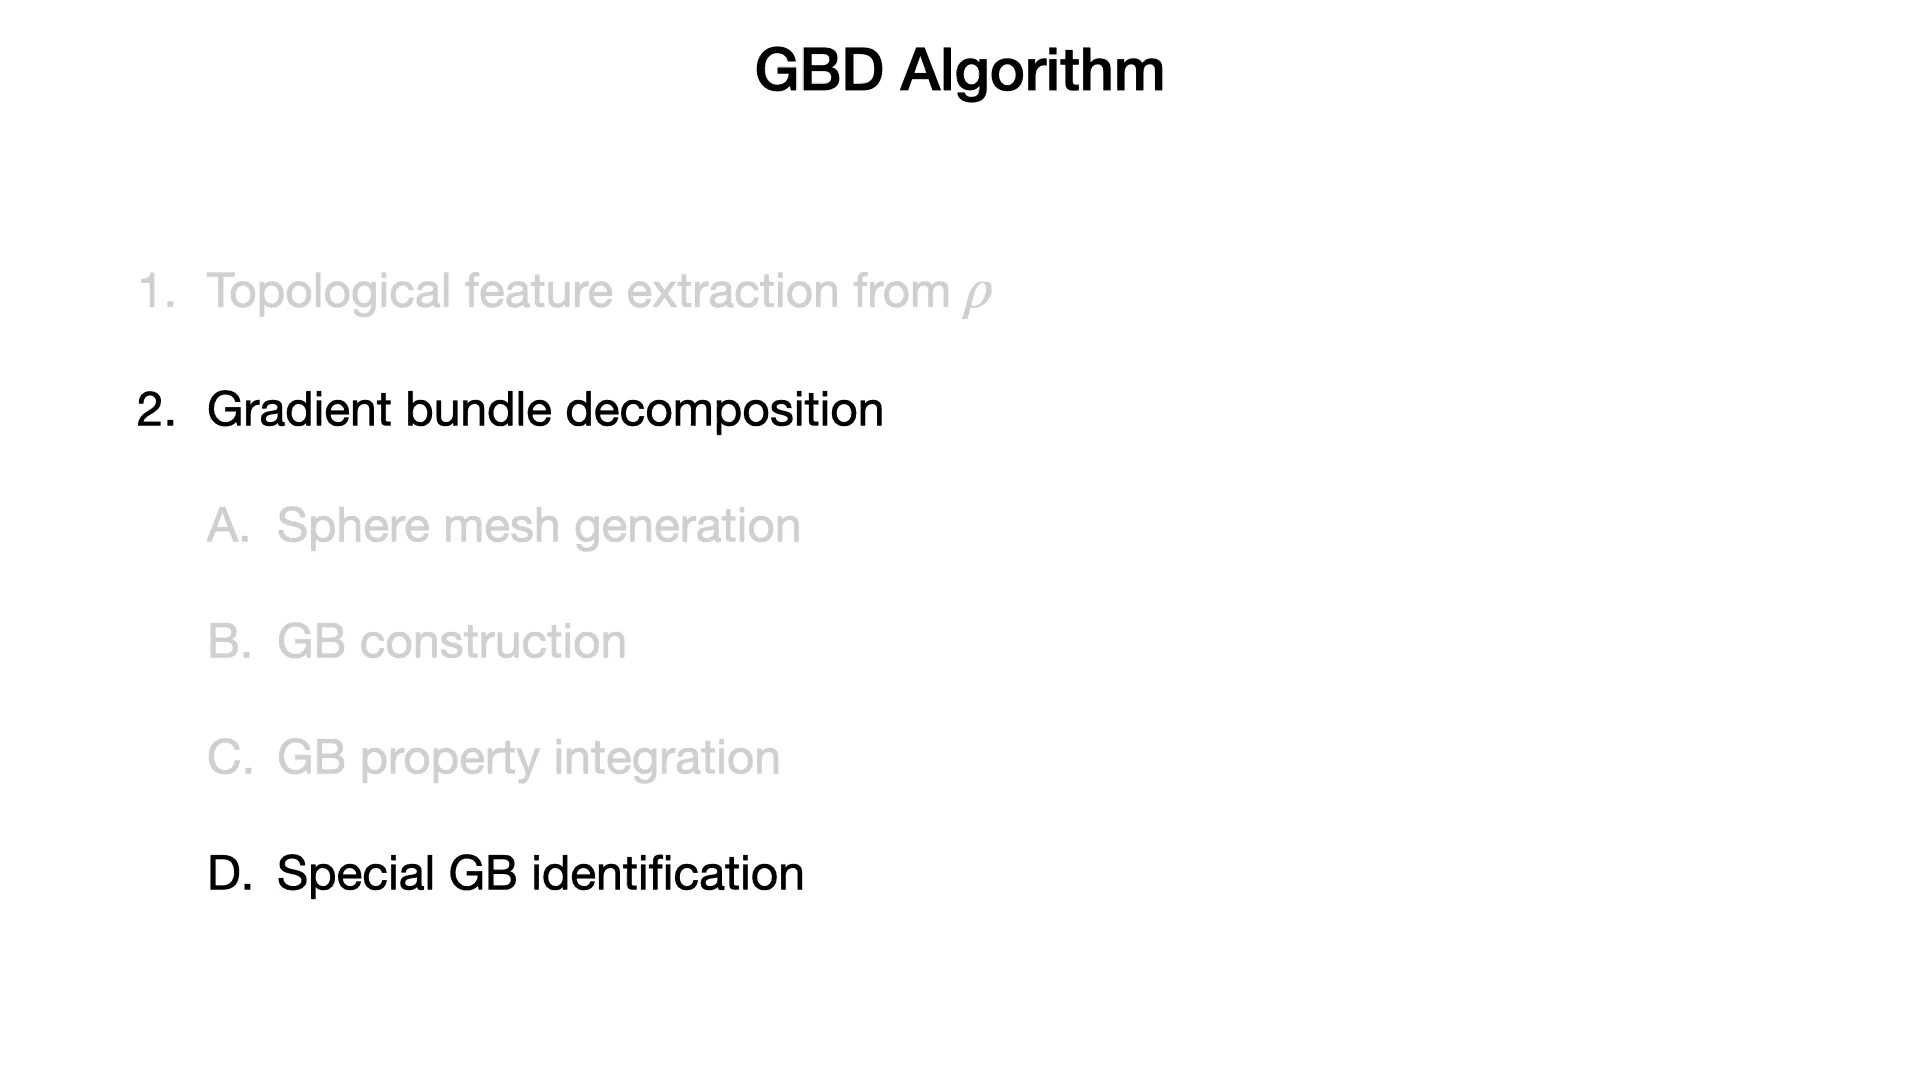 GBD Algorithm
1. Topological feature extraction from ρ
2. Gradient bundle decomposition
A. Sphere mesh generation
B. GB construction
C. GB property integration
D. Special GB identification